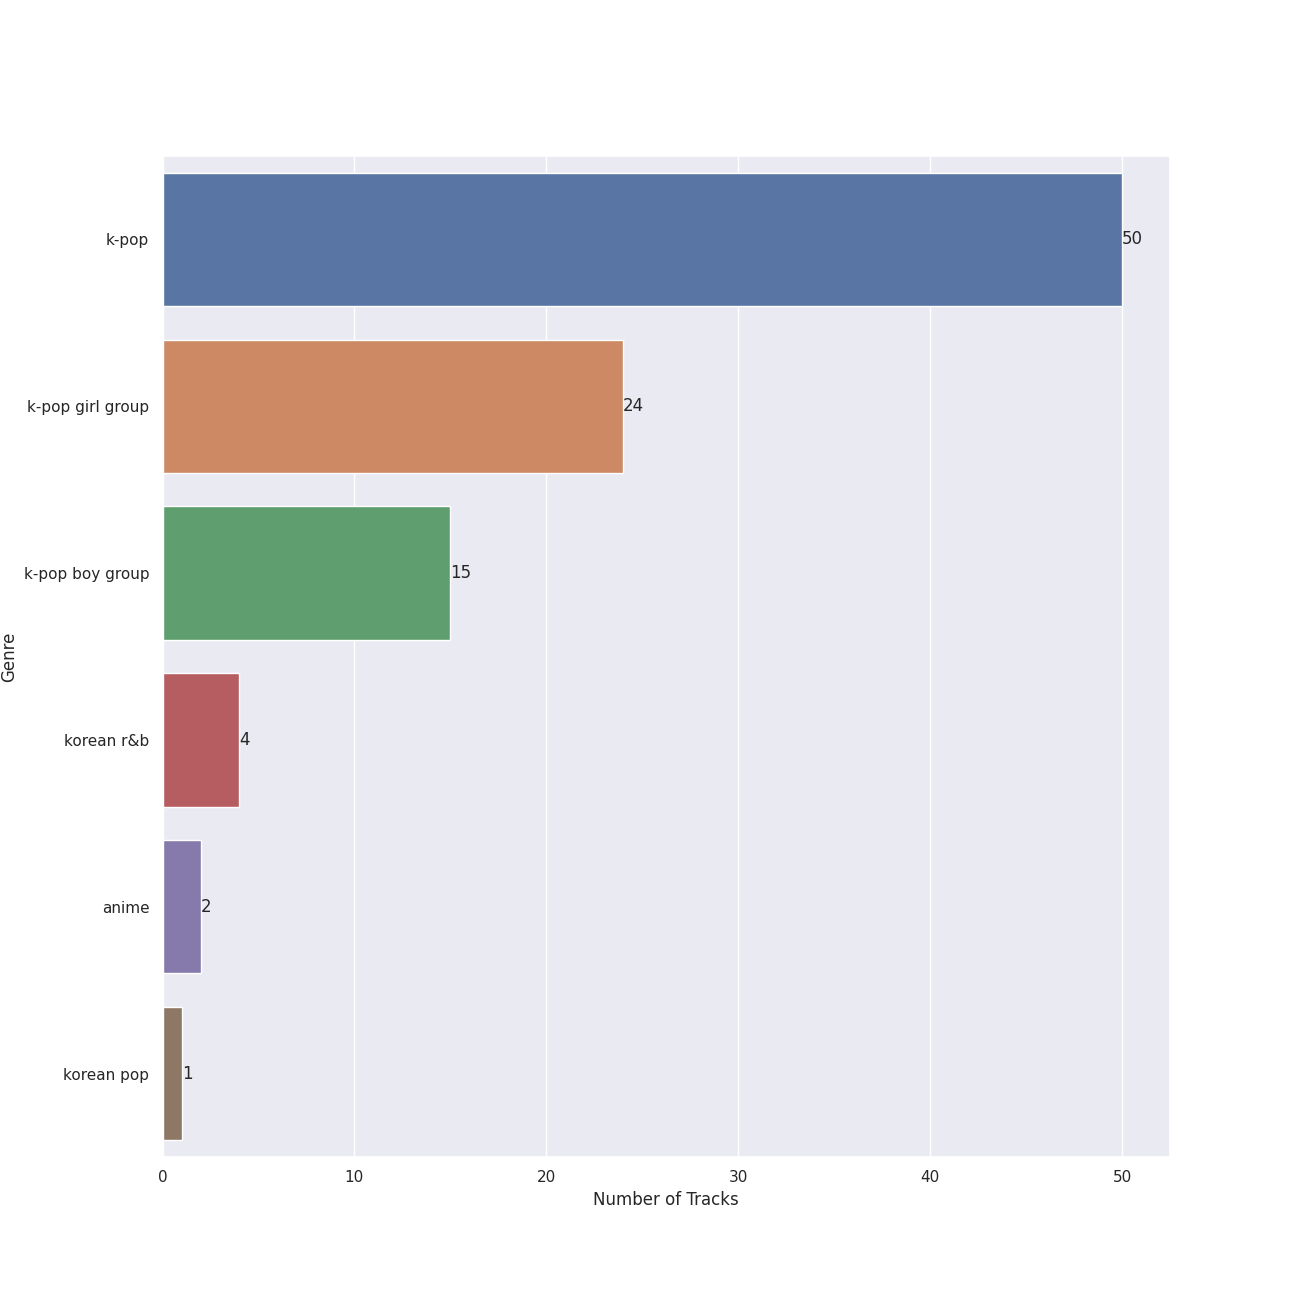 k-pop
50
k-pop girl group
24
k-pop boy group
15
Genre
korean r&b
4
anime
2
korean pop
1
0 10 20 30 40 50
Number of Tracks